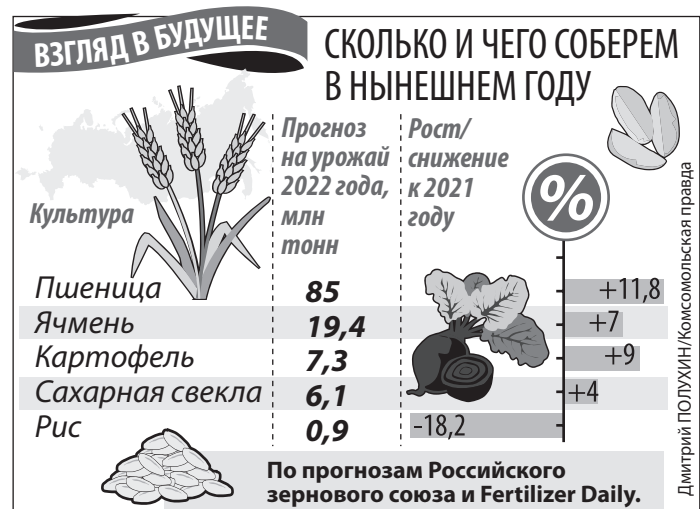 ВЗГЛЯД В БУДУЩЕЕ
СКОЛЬКО И ЧЕГО СОБЕРЕМ
В НЫНЕШНЕМ ГОДУ
Культура
Прогноз
на урожай
2022 года,
млн
тонн
Рост/
снижение
к 2021
году
%
Пшеница 85 +11,8
Ячмень 19,4 +7
Картофель 7,3 +9
Сахарная свекла 6,1 +4
Рис 0,9 -18,2
По прогнозам Российского
зернового союза и Fertilizer Daily.
Дмитрий ПОЛУХИН/Комсомольская правда